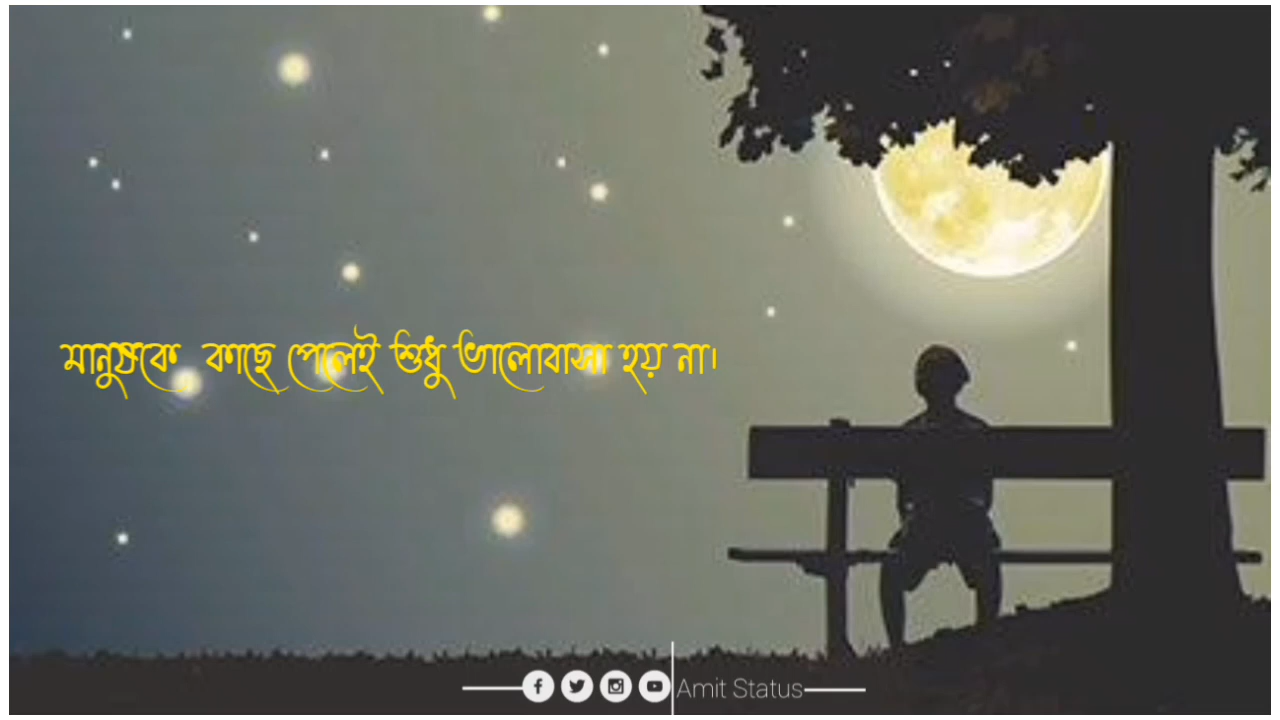 মানুষকে কাছে পেলেই শুধু ভালোবাসা হয় না।
Amit Status